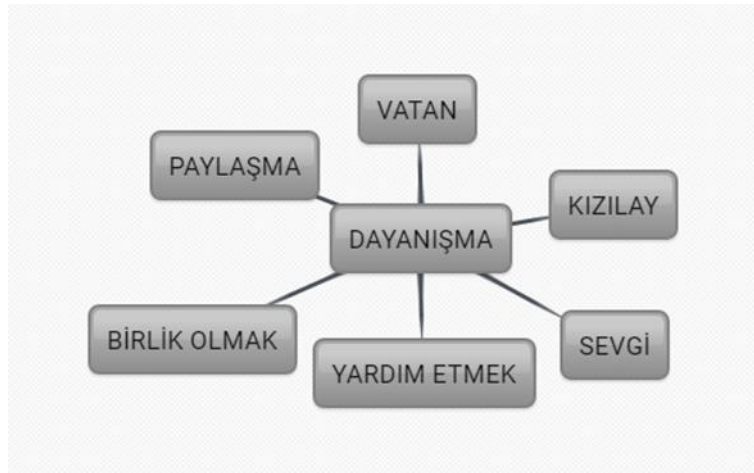 VATAN
PAYLAŞMA
KIZILAY
DAYANIŞMA
BİRLİK OLMAK
SEVGİ
YARDIM ETMEK